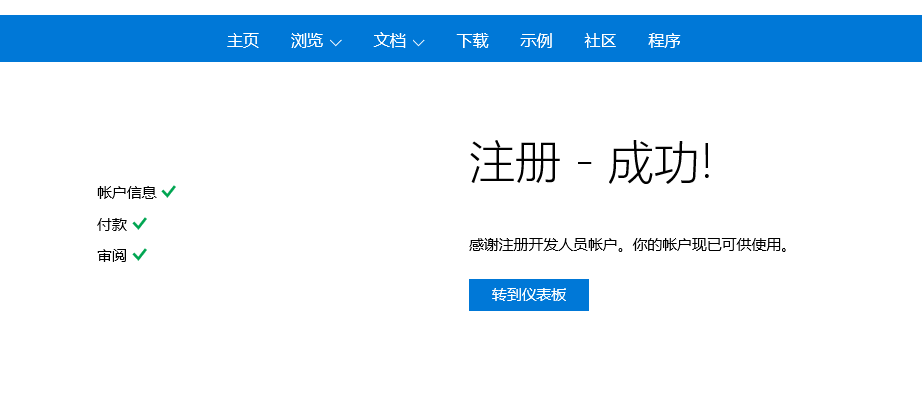 主页 浏览 文档 下载 示例 社区 程序
注册 - 成功!
帐户信息
付款
审阅
感谢注册开发人员帐户。你的帐户现已可供使用。
转到仪表板